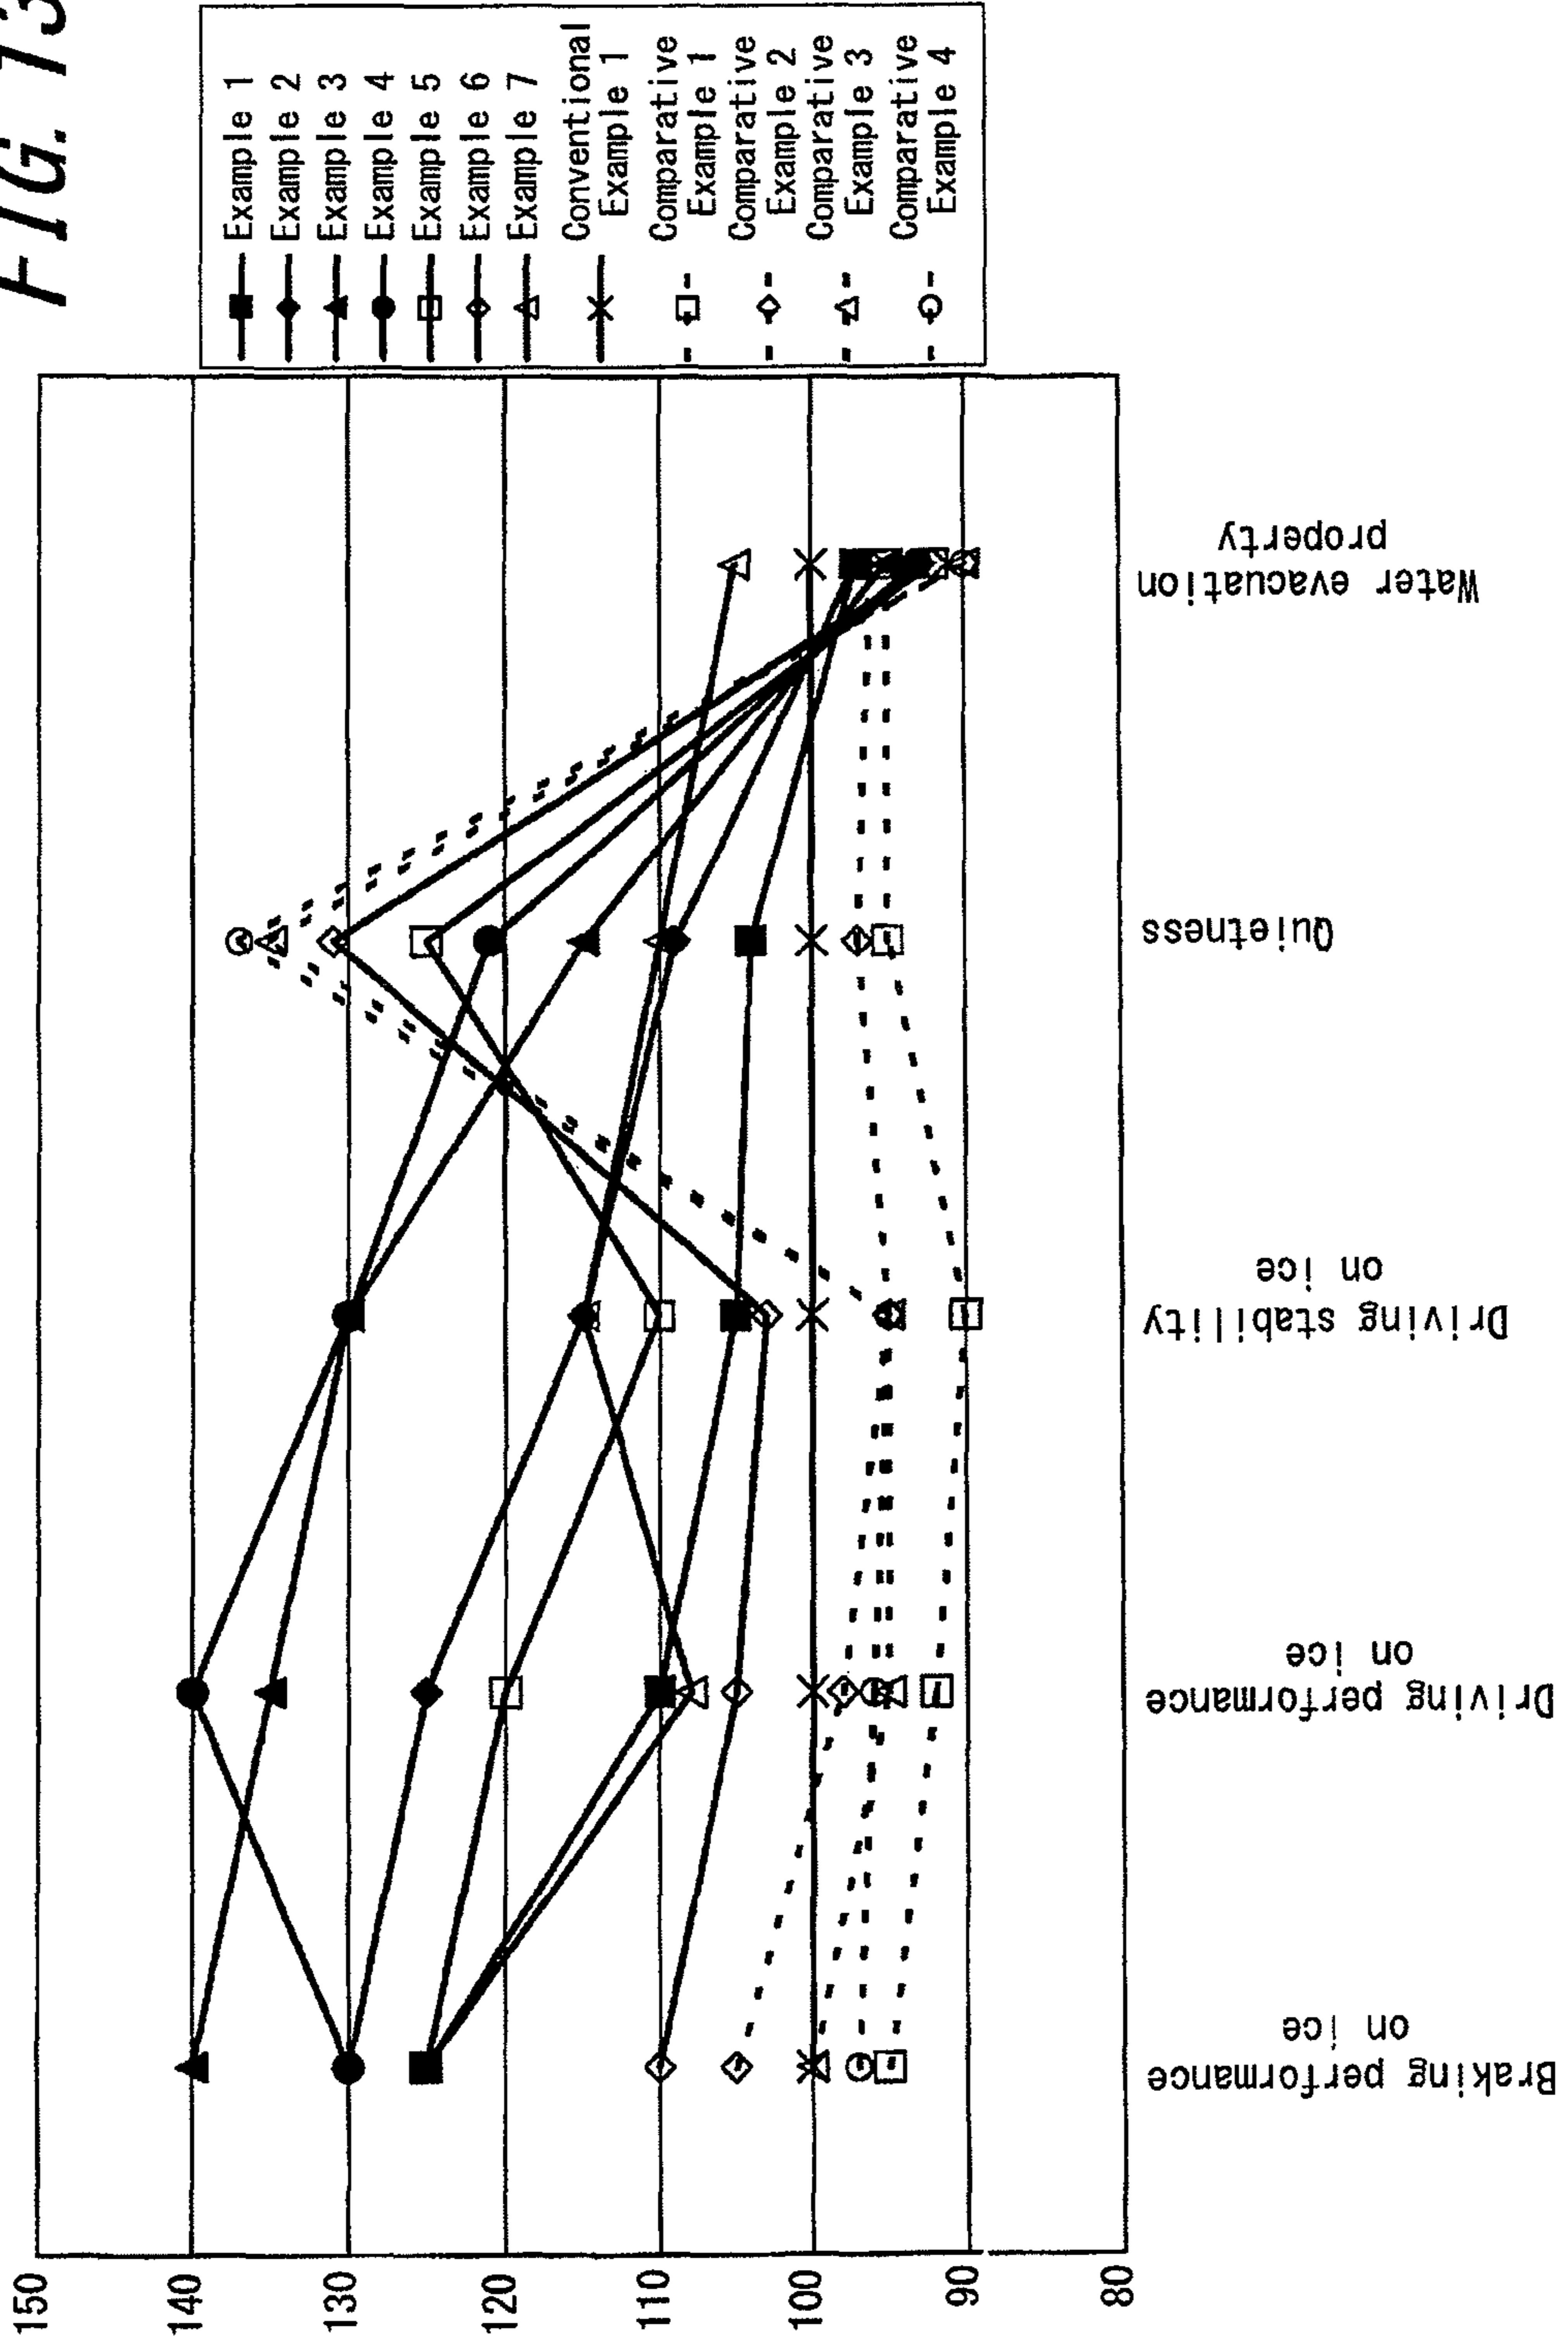 FIG. 13
Example 1
Example 2
Example 3
Example 4
Example 5
Example 6
Example 7
Conventional
Example 1
Comparative
Example 1
Comparative
Example 2
Comparative
Example 3
Comparative
Example 4
150
140
130
120
110
100
90
80
Braking performance
on ice
Driving performance
on ice
Driving stability
on ice
Quietness
Water evacuation
property